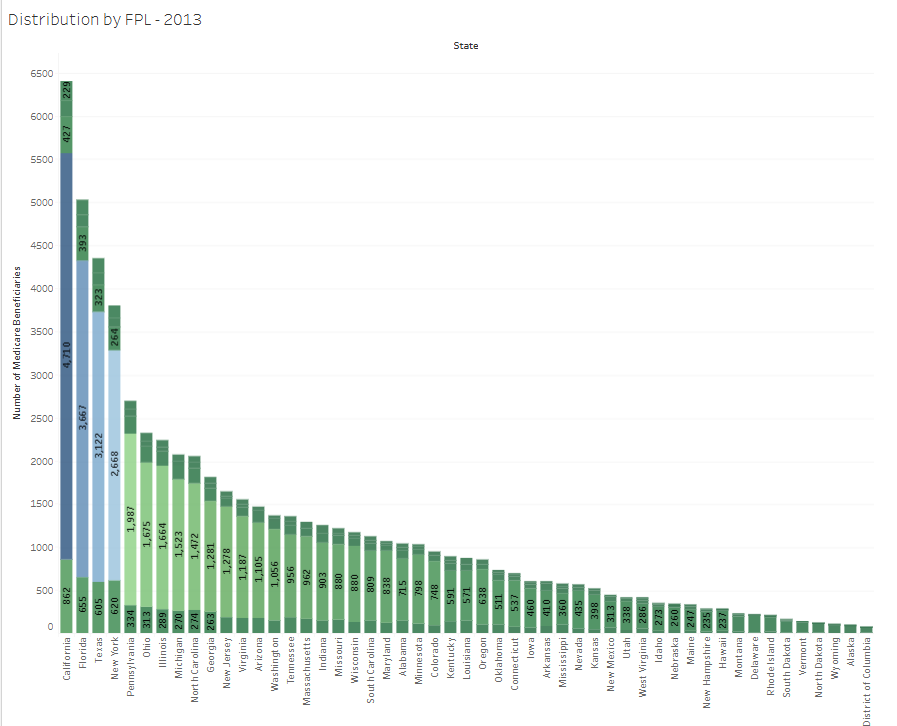 Distribution by FPL - 2013
State
Number of Medicare Beneficiaries
6500
6000
5500
5000
4500
4000
3500
3000
2500
2000
1500
1000
500
0
229
427
4,710
862
393
3,667
655
323
3,122
605
264
2,668
620
1,987
334
1,675
313
1,664
289
1,523
270
1,472
274
1,281
263
1,278
1,187
1,105
1,056
956
962
903
880
880
809
838
715
798
748
591
571
638
511
537
460
410
360
435
398
313
338
286
273
260
247
235
237
California
Florida
Texas
New York
Pennsylvania
Ohio
Illinois
Michigan
North Carolina
Georgia
New Jersey
Virginia
Arizona
Washington
Tennessee
Massachusetts
Indiana
Missouri
Wisconsin
South Carolina
Maryland
Alabama
Minnesota
Colorado
Kentucky
Louisiana
Oregon
Oklahoma
Connecticut
Iowa
Arkansas
Mississippi
Nevada
Kansas
New Mexico
Utah
West Virginia
Idaho
Nebraska
Maine
New Hampshire
Hawaii
Montana
Delaware
Rhode Island
South Dakota
Vermont
North Dakota
Wyoming
Alaska
District of Columbia